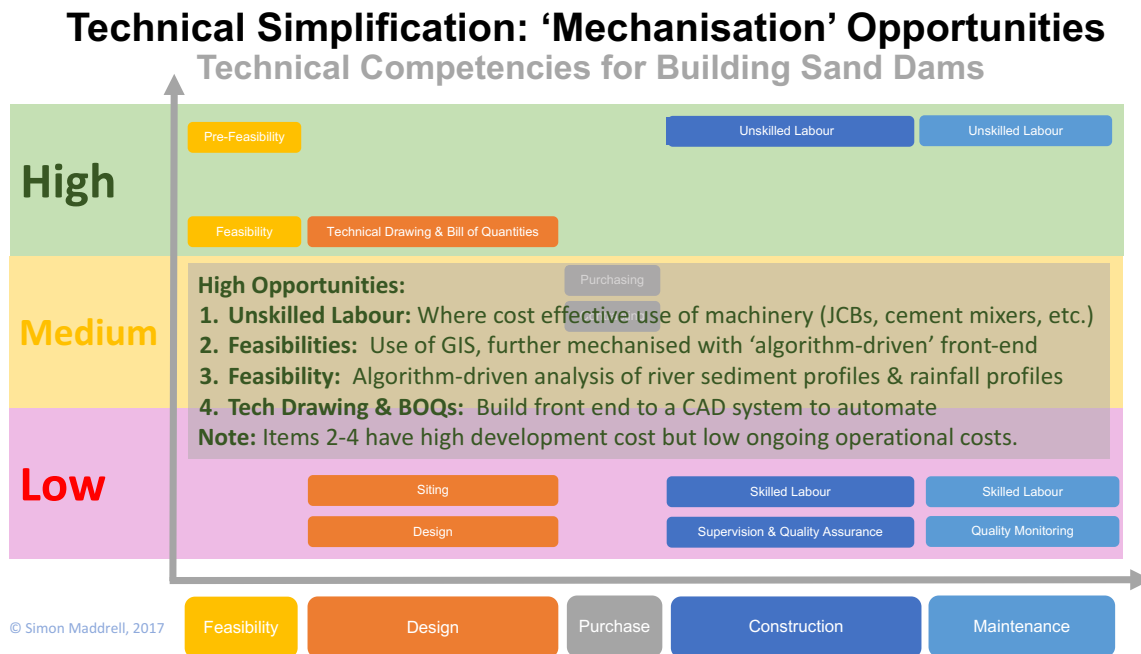 Technical Simplification: ‘Mechanisation’ Opportunities
Technical Competencies for Building Sand Dams
High
Pre-Feasibility
Unskilled Labour
Unskilled Labour
Feasibility
Technical Drawing & Bill of Quantities
Medium
Purchasing
High Opportunities:
1. Unskilled Labour: Where cost effective use of machinery (JCBs, cement mixers, etc.)
2. Feasibilities: Use of GIS, further mechanised with ‘algorithm-driven’ front-end
3. Feasibility: Algorithm-driven analysis of river sediment profiles & rainfall profiles
4. Tech Drawing & BOQs: Build front end to a CAD system to automate
Note: Items 2-4 have high development cost but low ongoing operational costs.
Low
Siting
Skilled Labour
Skilled Labour
Design
Supervision & Quality Assurance
Quality Monitoring
© Simon Maddrell, 2017
Feasibility
Design
Purchase
Construction
Maintenance